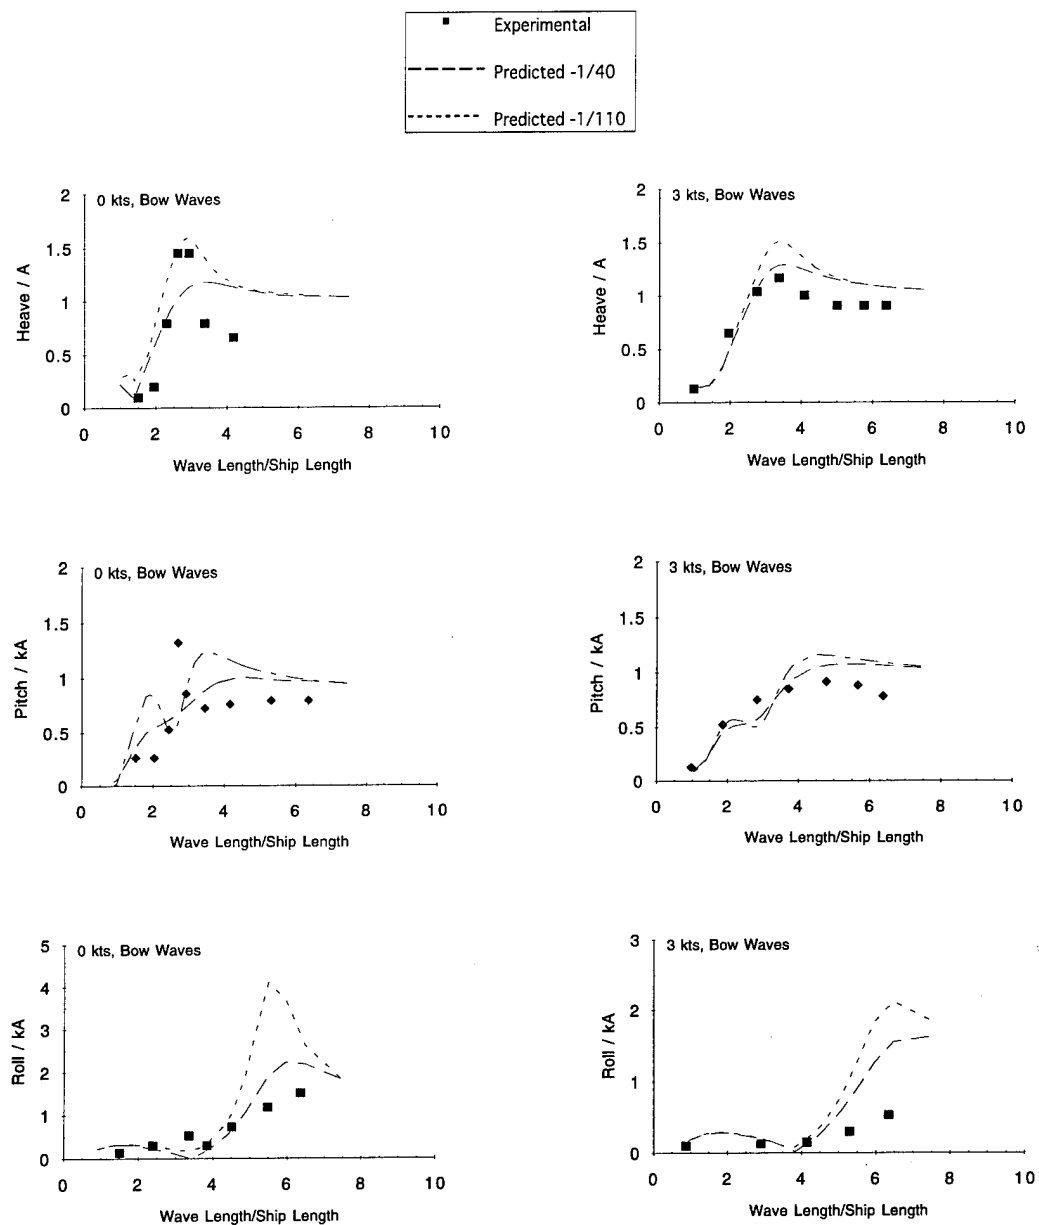 Experimental
Predicted -1/40
Predicted -1/110
0 kts, Bow Waves
Heave / A
2
1.5
1
0.5
0
0 2 4 6 8 10
Wave Length/Ship Length
3 kts, Bow Waves
Heave / A
2
1.5
1
0.5
0
0 2 4 6 8 10
Wave Length/Ship Length
0 kts, Bow Waves
Pitch / kA
2
1.5
1
0.5
0
0 2 4 6 8 10
Wave Length/Ship Length
3 kts, Bow Waves
Pitch / kA
2
1.5
1
0.5
0
0 2 4 6 8 10
Wave Length/Ship Length
0 kts, Bow Waves
Roll / kA
5
4
3
2
1
0
0 2 4 6 8 10
Wave Length/Ship Length
3 kts, Bow Waves
Roll / kA
3
2
1
0
0 2 4 6 8 10
Wave Length/Ship Length